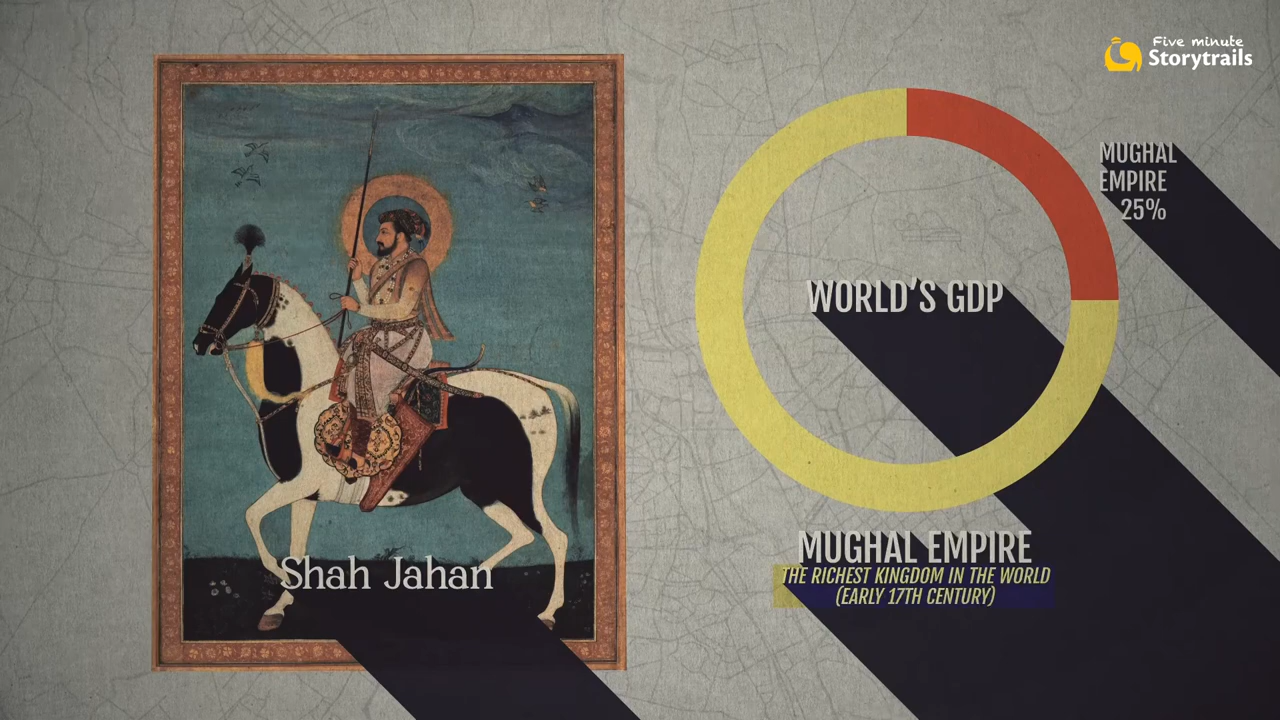 Five minute
Storytrails
MUGHAL
EMPIRE
25%
WORLD'S GDP
Shah Jahan
MUGHAL EMPIRE
THE RICHEST KINGDOM IN THE WORLD
(EARLY 17TH CENTURY)